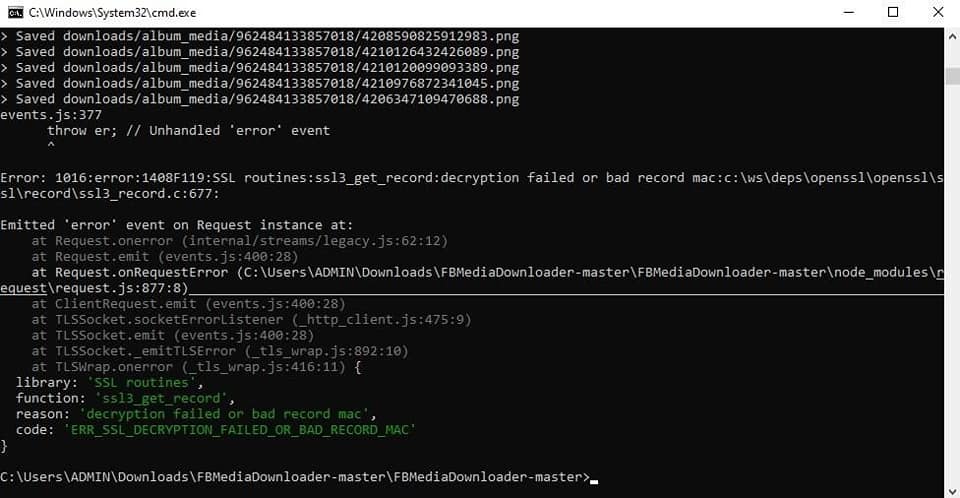 C:\Windows\System32\cmd.exe
> Saved downloads/album_media/962484133857018/4208590825912983.png
> Saved downloads/album_media/962484133857018/4210126432426089.png
> Saved downloads/album_media/962484133857018/4210120099093389.png
> Saved downloads/album_media/962484133857018/4210976872341045.png
> Saved downloads/album_media/962484133857018/4206347109470688.png
events.js:377
      throw er; // Unhandled 'error' event
      ^

Error: 1016:error:1408F119:SSL routines:ssl3_get_record:decryption failed or bad record mac:c:\ws\deps\openssl\openssl\s
sl\record\ssl3_record.c:677:

Emitted 'error' event on Request instance at:
    at Request.onerror (internal/streams/legacy.js:62:12)
    at Request.emit (events.js:400:28)
    at Request.onRequestError (C:\Users\ADMIN\Downloads\FBMediaDownloader-master\FBMediaDownloader-master\node_modules\r
equest\request.js:877:8)
    at ClientRequest.emit (events.js:400:28)
    at TLSSocket.socketErrorListener (_http_client.js:475:9)
    at TLSSocket.emit (events.js:400:28)
    at TLSSocket._emitTLSError (_tls_wrap.js:892:10)
    at TLSWrap.onerror (_tls_wrap.js:416:11) {
  library: 'SSL routines',
  function: 'ssl3_get_record',
  reason: 'decryption failed or bad record mac',
  code: 'ERR_SSL_DECRYPTION_FAILED_OR_BAD_RECORD_MAC'
}

C:\Users\ADMIN\Downloads\FBMediaDownloader-master\FBMediaDownloader-master>